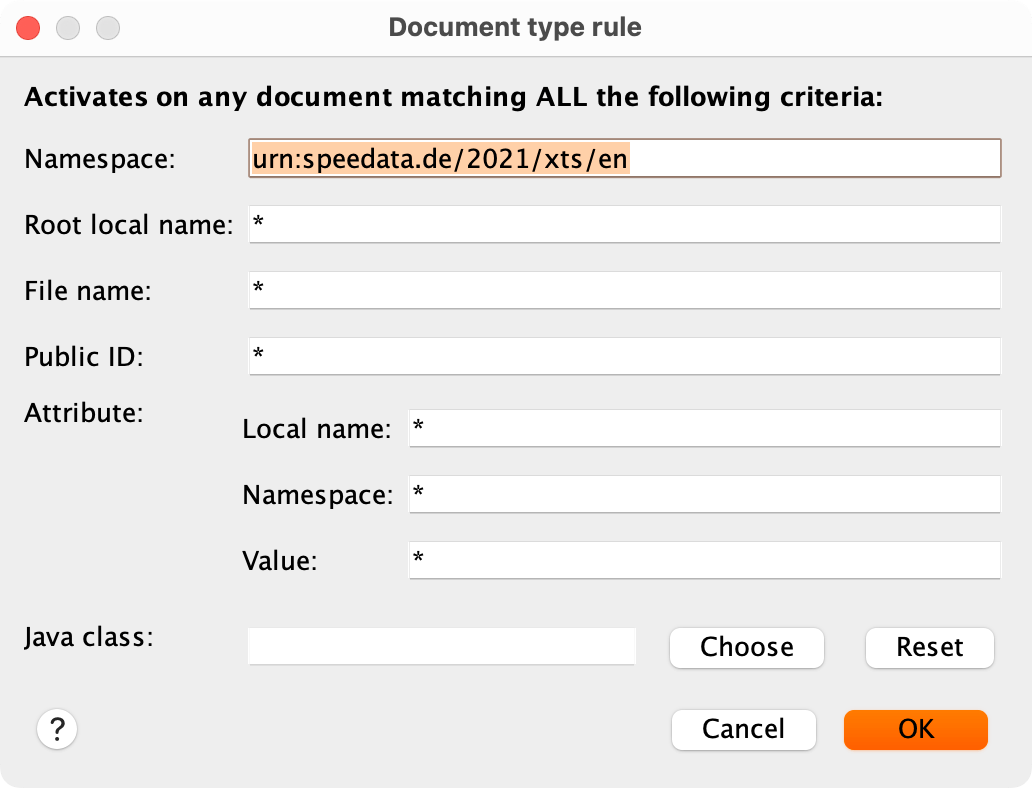 Document type rule
Activates on any document matching ALL the following criteria:
Namespace: urn:speedata.de/2021/xts/en
Root local name: *
File name: *
Public ID: *
Attribute:
Local name: *
Namespace: *
Value: *
Java class: Choose Reset
? Cancel OK